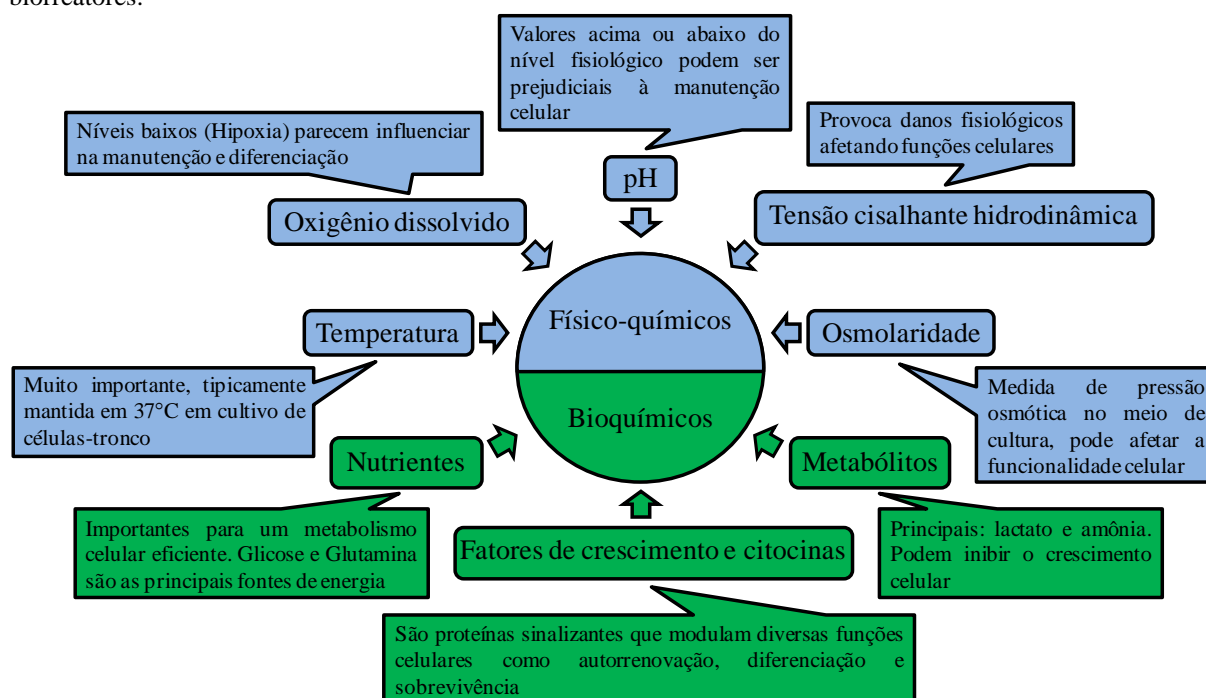 biorreatores.
Valores acima ou abaixo do
nível fisiológico podem ser
prejudiciais à manutenção
celular
Níveis baixos (Hipoxia) parecem influenciar
na manutenção e diferenciação
Provoca danos fisiológicos
afetando funções celulares
pH
Oxigênio dissolvido
Tensão cisalhante hidrodinâmica
Físico-químicos
Temperatura
Osmolaridade
Muito importante, tipicamente
mantida em 37°C em cultivo de
células-tronco
Medida de pressão
osmótica no meio de
cultura, pode afetar a
funcionalidade celular
Bioquímicos
Nutrientes
Metabólitos
Importantes para um metabolismo
celular eficiente. Glicose e Glutamina
são as principais fontes de energia
Fatores de crescimento e citocinas
Principais: lactato e amônia.
Podem inibir o crescimento
celular
São proteínas sinalizantes que modulam diversas funções
celulares como autorrenovação, diferenciação e
sobrevivência